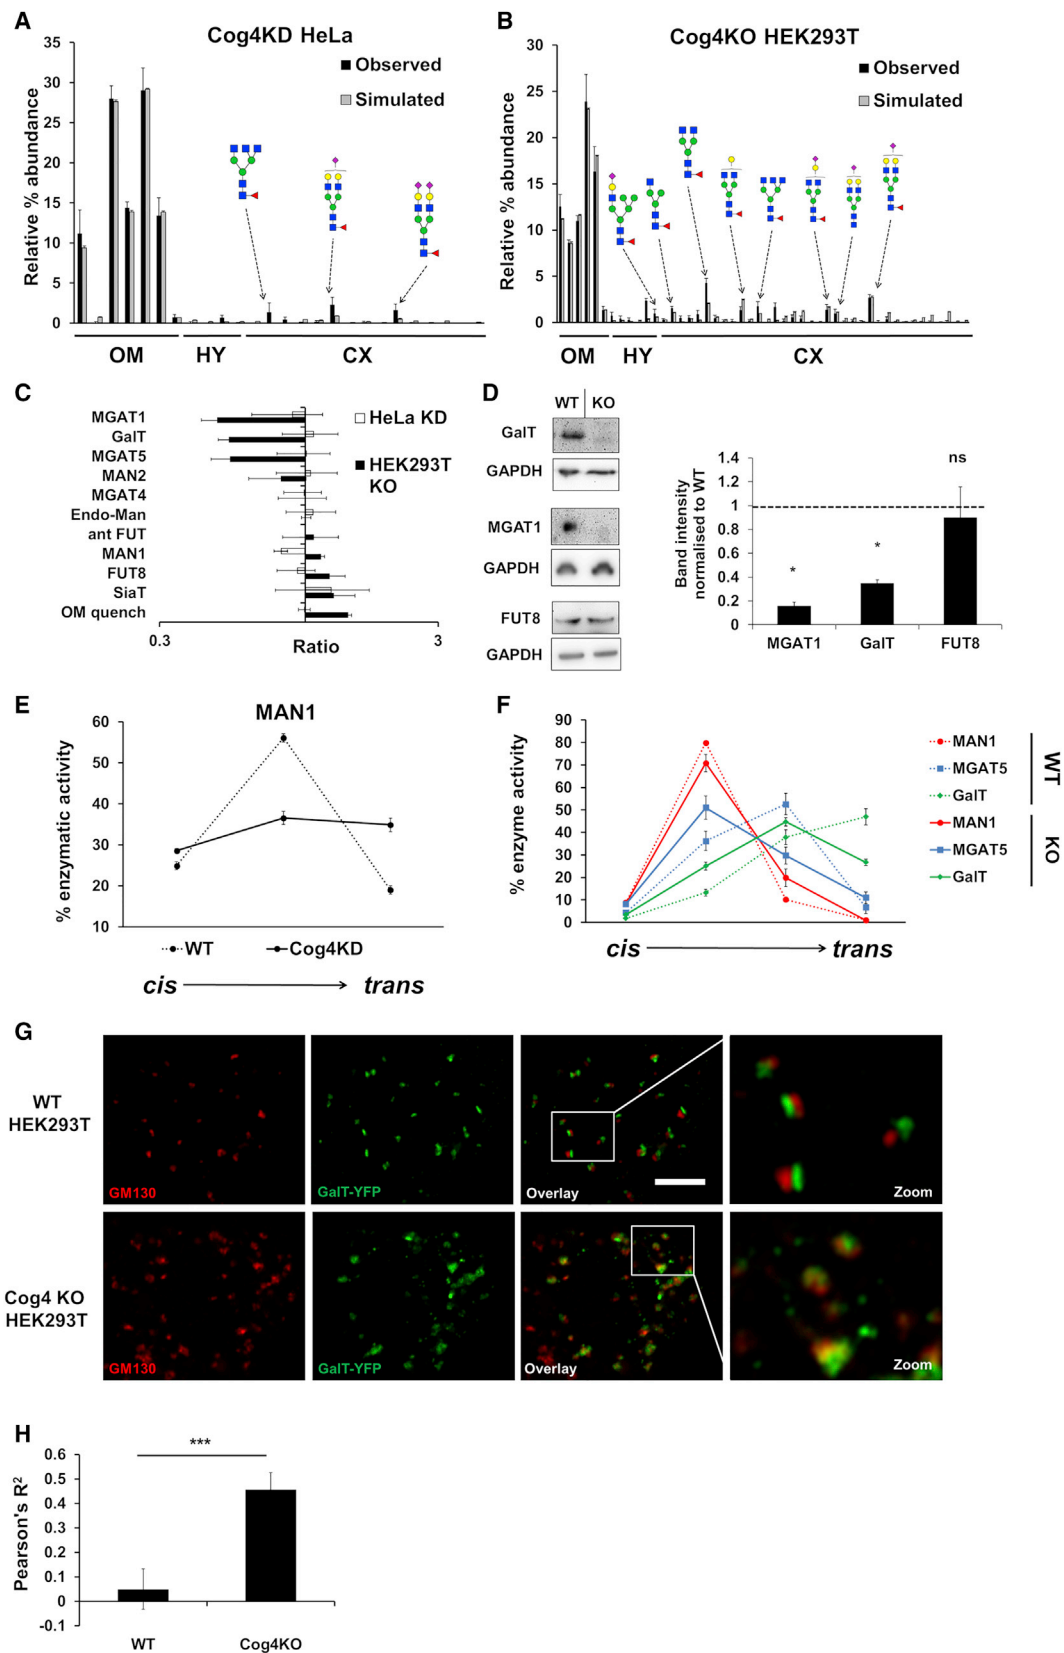 A
Cog4KD HeLa
Relative % abundance
35
30
25
20
15
10
5
0
Observed
Simulated
OM HY CX
B
Cog4KO HEK293T
Relative % abundance
30
25
20
15
10
5
0
Observed
Simulated
OM HY CX
C
MGAT1
GalT
MGAT5
MAN2
MGAT4
Endo-Man
ant FUT
MAN1
FUT8
SiaT
OM quench
HeLa KD
HEK293T
KO
0.3 3
Ratio
D
WT KO
GalT
GAPDH
MGAT1
GAPDH
FUT8
GAPDH
Band intensity
normalised to WT
1.4
1.2
1
0.8
0.6
0.4
0.2
0
*
*
ns
MGAT1 GalT FUT8
E
MAN1
% enzymatic activity
60
50
40
30
20
10
WT Cog4KD
cis trans
F
% enzyme activity
90
80
70
60
50
40
30
20
10
0
MAN1
MGAT5
GalT
WT
MAN1
MGAT5
GalT
KO
cis trans
G
WT
HEK293T
GM130
GalT-YFP
Overlay
Zoom
Cog4 KO
HEK293T
GM130
GalT-YFP
Overlay
Zoom
H
Pearson's R²
0.6
0.5
0.4
0.3
0.2
0.1
0
-0.1
***
WT Cog4KO